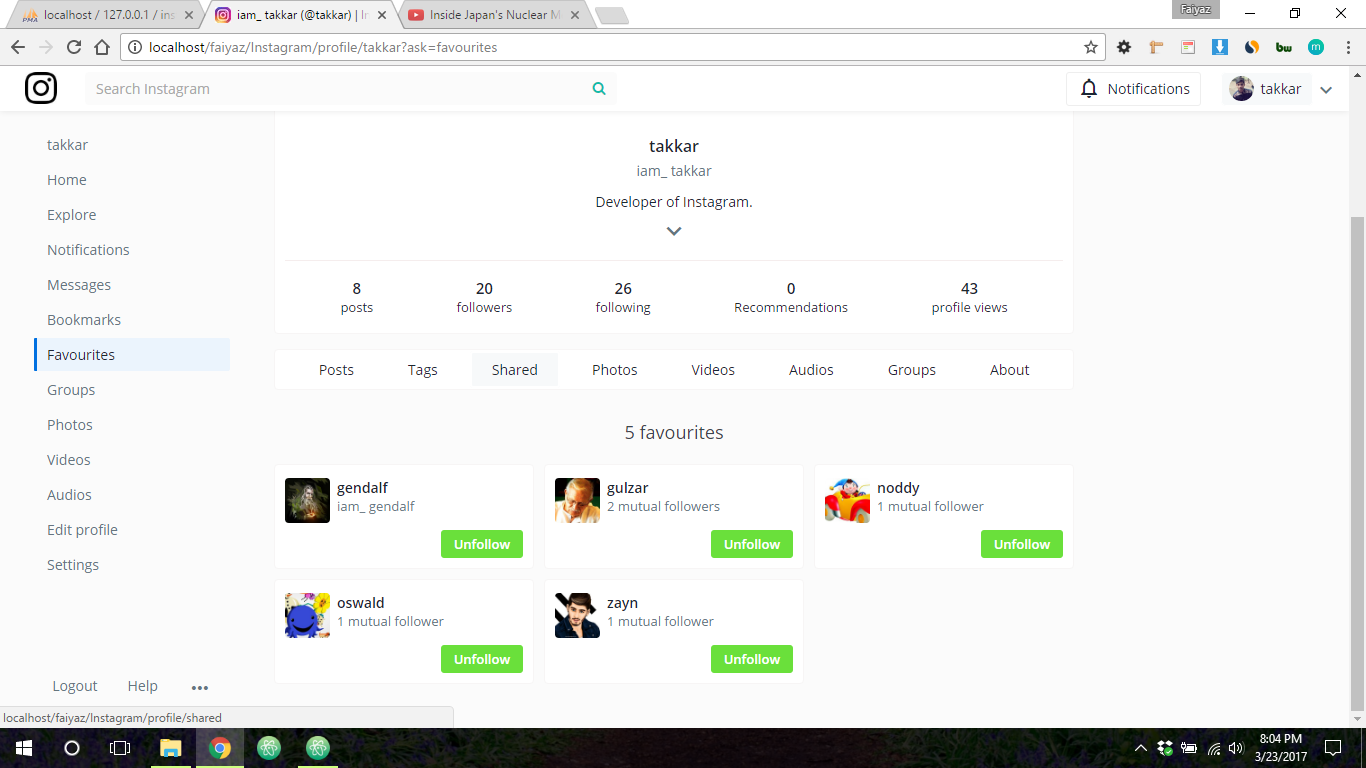 localhost / 127.0.0.1 / ins
iam_ takkar (@takkar) | In
Inside Japan's Nuclear M
Faiyaz
localhost/faiyaz/Instagram/profile/takkar?ask=favourites
bw
m
Search Instagram
Notifications
takkar
takkar
Home
Explore
Notifications
Messages
Bookmarks
Favourites
Groups
Photos
Videos
Audios
Edit profile
Settings
Logout Help
takkar
iam_ takkar
Developer of Instagram.
8 20 26 0 43
posts followers following Recommendations profile views
Posts Tags Shared Photos Videos Audios Groups About
5 favourites
gendalf
iam_ gendalf
Unfollow
gulzar
2 mutual followers
Unfollow
noddy
1 mutual follower
Unfollow
oswald
1 mutual follower
Unfollow
zayn
1 mutual follower
Unfollow
localhost/faiyaz/Instagram/profile/shared
8:04 PM
3/23/2017